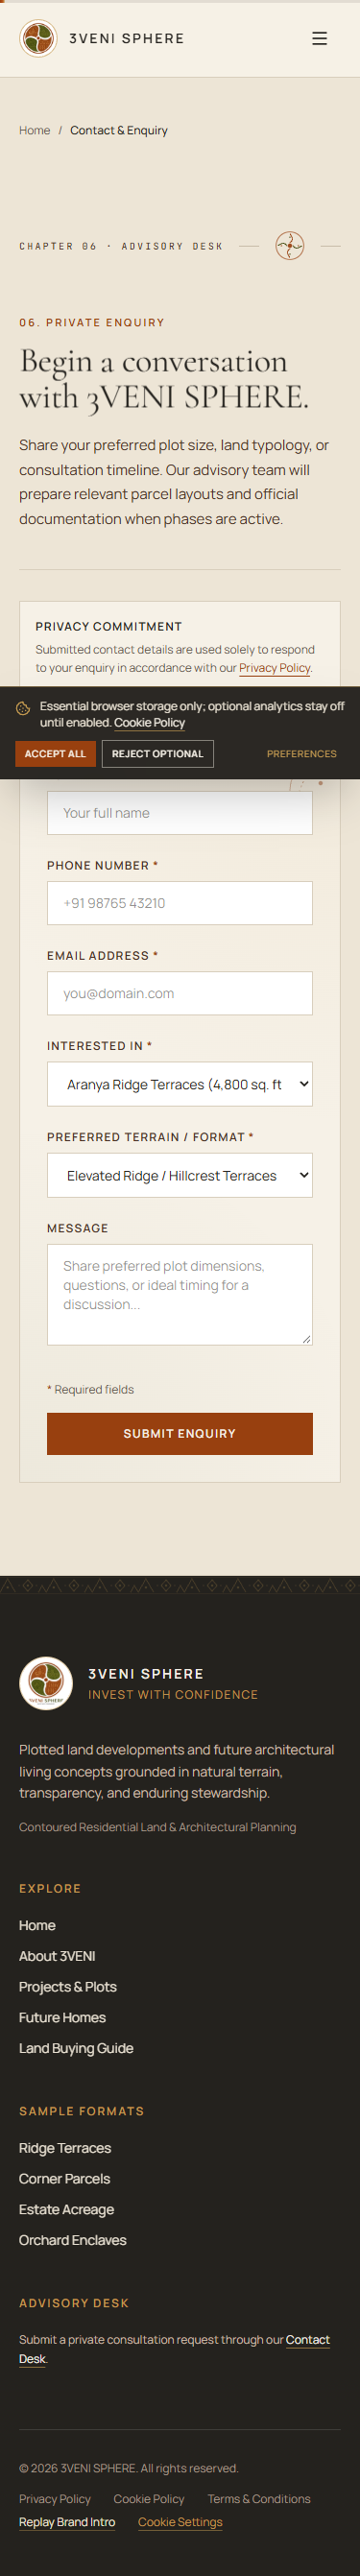 3VENI SPHERE
Home / Contact & Enquiry
CHAPTER 06 · ADVISORY DESK
06. PRIVATE ENQUIRY
Begin a conversation
with 3VENI SPHERE.
Share your preferred plot size, land typology, or
consultation timeline. Our advisory team will
prepare relevant parcel layouts and official
documentation when phases are active.
PRIVACY COMMITMENT
Submitted contact details are used solely to respond
to your enquiry in accordance with our Privacy Policy.
Essential browser storage only; optional analytics stay off
until enabled. Cookie Policy
ACCEPT ALL
REJECT OPTIONAL
PREFERENCES
Your full name
PHONE NUMBER *
+91 98765 43210
EMAIL ADDRESS *
you@domain.com
INTERESTED IN *
Aranya Ridge Terraces (4,800 sq. ft
PREFERRED TERRAIN / FORMAT *
Elevated Ridge / Hillcrest Terraces
MESSAGE
Share preferred plot dimensions,
questions, or ideal timing for a
discussion...
* Required fields
SUBMIT ENQUIRY
3VENI SPHERE
INVEST WITH CONFIDENCE
Plotted land developments and future architectural
living concepts grounded in natural terrain,
transparency, and enduring stewardship.
Contoured Residential Land & Architectural Planning
EXPLORE
Home
About 3VENI
Projects & Plots
Future Homes
Land Buying Guide
SAMPLE FORMATS
Ridge Terraces
Corner Parcels
Estate Acreage
Orchard Enclaves
ADVISORY DESK
Submit a private consultation request through our Contact
Desk.
© 2026 3VENI SPHERE. All rights reserved.
Privacy Policy
Cookie Policy
Terms & Conditions
Replay Brand Intro
Cookie Settings